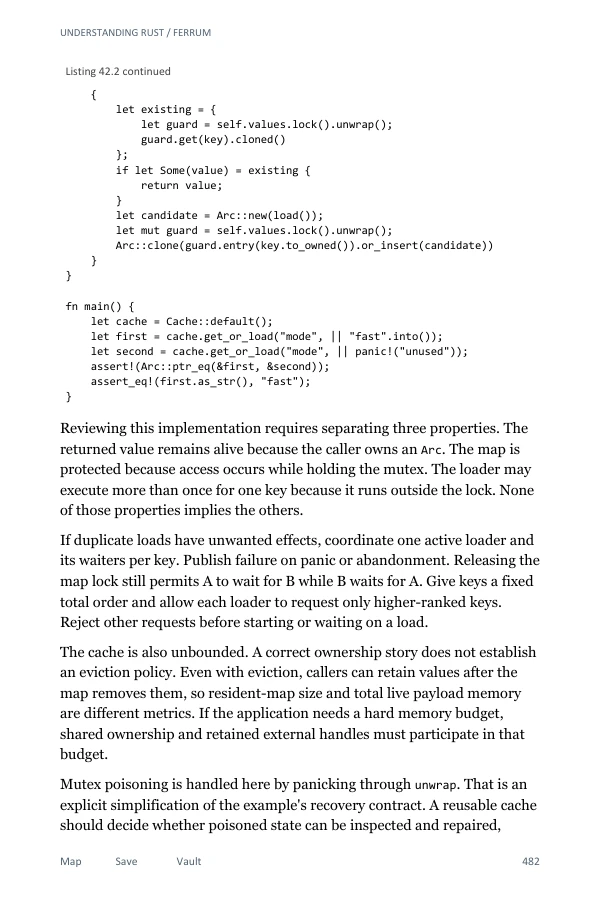 UNDERSTANDING RUST / FERRUM
Listing 42.2 continued
    {
        let existing = {
            let guard = self.values.lock().unwrap();
            guard.get(key).cloned()
        };
        if let Some(value) = existing {
            return value;
        }
        let candidate = Arc::new(load());
        let mut guard = self.values.lock().unwrap();
        Arc::clone(guard.entry(key.to_owned()).or_insert(candidate))
    }
}

fn main() {
    let cache = Cache::default();
    let first = cache.get_or_load("mode", || "fast".into());
    let second = cache.get_or_load("mode", || panic!("unused"));
    assert!(Arc::ptr_eq(&first, &second));
    assert_eq!(first.as_str(), "fast");
}
Reviewing this implementation requires separating three properties. The
returned value remains alive because the caller owns an Arc. The map is
protected because access occurs while holding the mutex. The loader may
execute more than once for one key because it runs outside the lock. None
of those properties implies the others.
If duplicate loads have unwanted effects, coordinate one active loader and
its waiters per key. Publish failure on panic or abandonment. Releasing the
map lock still permits A to wait for B while B waits for A. Give keys a fixed
total order and allow each loader to request only higher-ranked keys.
Reject other requests before starting or waiting on a load.
The cache is also unbounded. A correct ownership story does not establish
an eviction policy. Even with eviction, callers can retain values after the
map removes them, so resident-map size and total live payload memory
are different metrics. If the application needs a hard memory budget,
shared ownership and retained external handles must participate in that
budget.
Mutex poisoning is handled here by panicking through unwrap. That is an
explicit simplification of the example's recovery contract. A reusable cache
should decide whether poisoned state can be inspected and repaired,
Map Save Vault 482